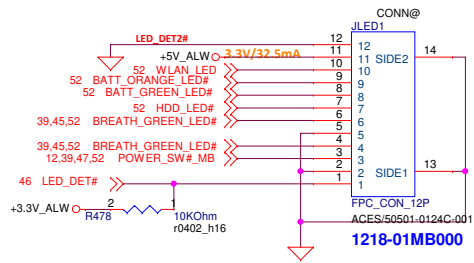 CONN@
JLED1
LED_DET2# 12 12
+5V_ALW 3.3V/32.5mA 11 11 SIDE2 14
52 WLAN_LED 10 10
52 BATT_ORANGE_LED# 9 9
52 BATT_GREEN_LED# 8 8
52 HDD_LED# 7 7
39,45,52 BREATH_GREEN_LED# 6 6
5 5
39,45,52 BREATH_GREEN_LED# 4 4
12,39,47,52 POWER_SW#_MB 3 3
2 2 SIDE1 13
46 LED_DET# 1 1
FPC_CON_12P
+3.3V_ALW 2 1
R478 10KOhm
r0402_h16
ACES/50501-0124C-001
1218-01MB000